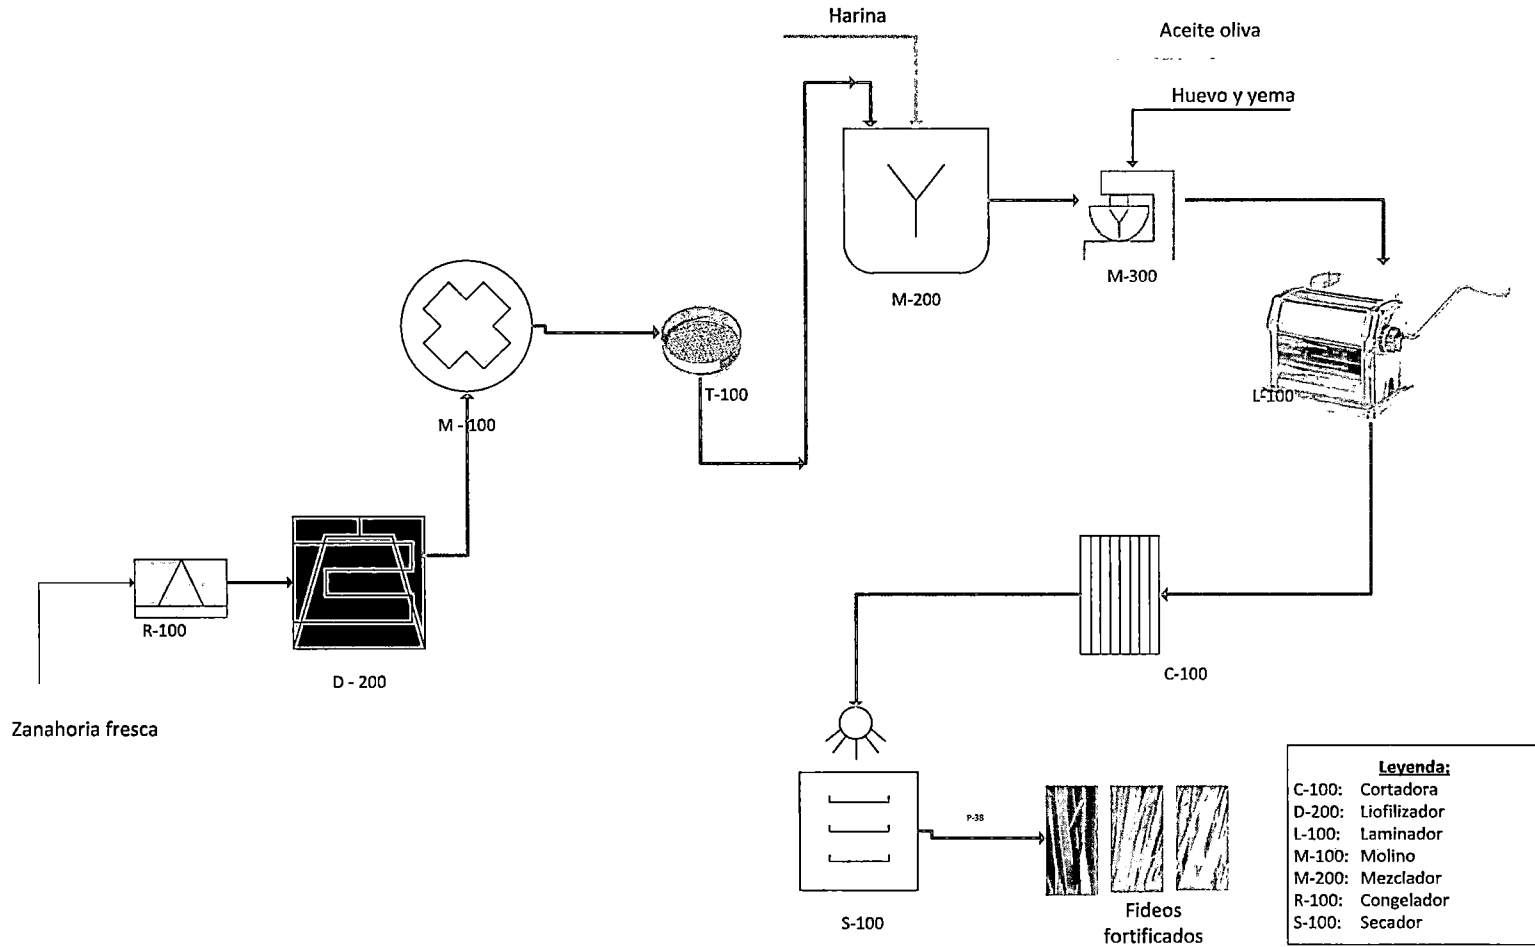 Harina
Aceite oliva
Huevo y yema
M-300
M-200
T-100
L-100
M - 100
R-100
D - 200
C-100
Zanahoria fresca
P-38
S-100
Fideos
fortificados
Leyenda:
C-100: Cortadora
D-200: Liofilizador
L-100: Laminador
M-100: Molino
M-200: Mezclador
R-100: Congelador
S-100: Secador